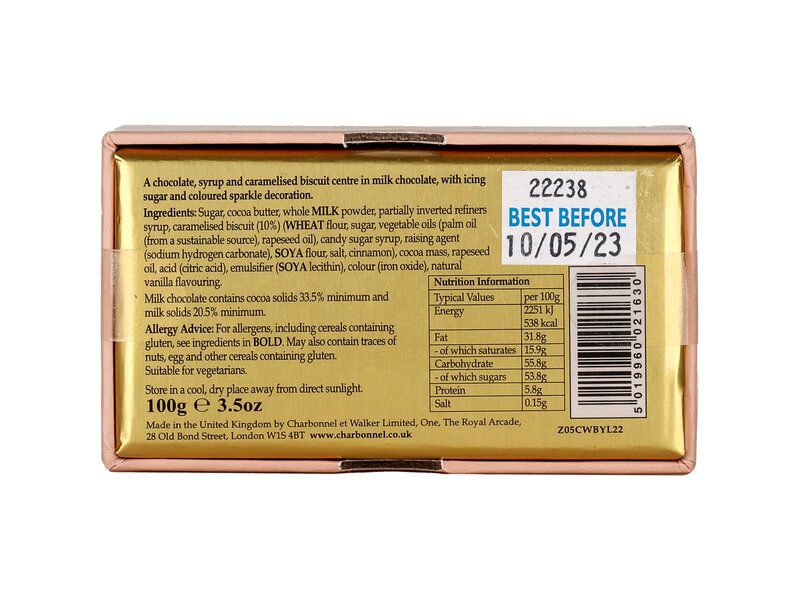 A chocolate, syrup and caramelised biscuit centre in milk chocolate, with icing
sugar and coloured sparkle decoration.
Ingredients: Sugar, cocoa butter, whole MILK powder, partially inverted refiners
syrup, caramelised biscuit (10%) (WHEAT flour, sugar, vegetable oils (palm oil
(from a sustainable source), rapeseed oil), candy sugar syrup, raising agent
(sodium hydrogen carbonate), SOYA flour, salt, cinnamon), cocoa mass, rapeseed
oil, acid (citric acid), emulsifier (SOYA lecithin), colour (iron oxide), natural
vanilla flavouring.
Milk chocolate contains cocoa solids 33.5% minimum and
milk solids 20.5% minimum.
Allergy Advice: For allergens, including cereals containing
gluten, see ingredients in BOLD. May also contain traces of
nuts, egg and other cereals containing gluten.
Suitable for vegetarians.
Store in a cool, dry place away from direct sunlight.
100g ℮ 3.5oz
Made in the United Kingdom by Charbonnel et Walker Limited, One, The Royal Arcade,
28 Old Bond Street, London W1S 4BT www.charbonnel.co.uk
22238
BEST BEFORE
10/05/23
Nutrition Information
Typical Values per 100g
Energy 2251 kJ
538 kcal
Fat 31.8g
- of which saturates 15.9g
Carbohydrate 55.8g
- of which sugars 53.8g
Protein 5.8g
Salt 0.15g
5 019960 021630
Z05CWBYL22